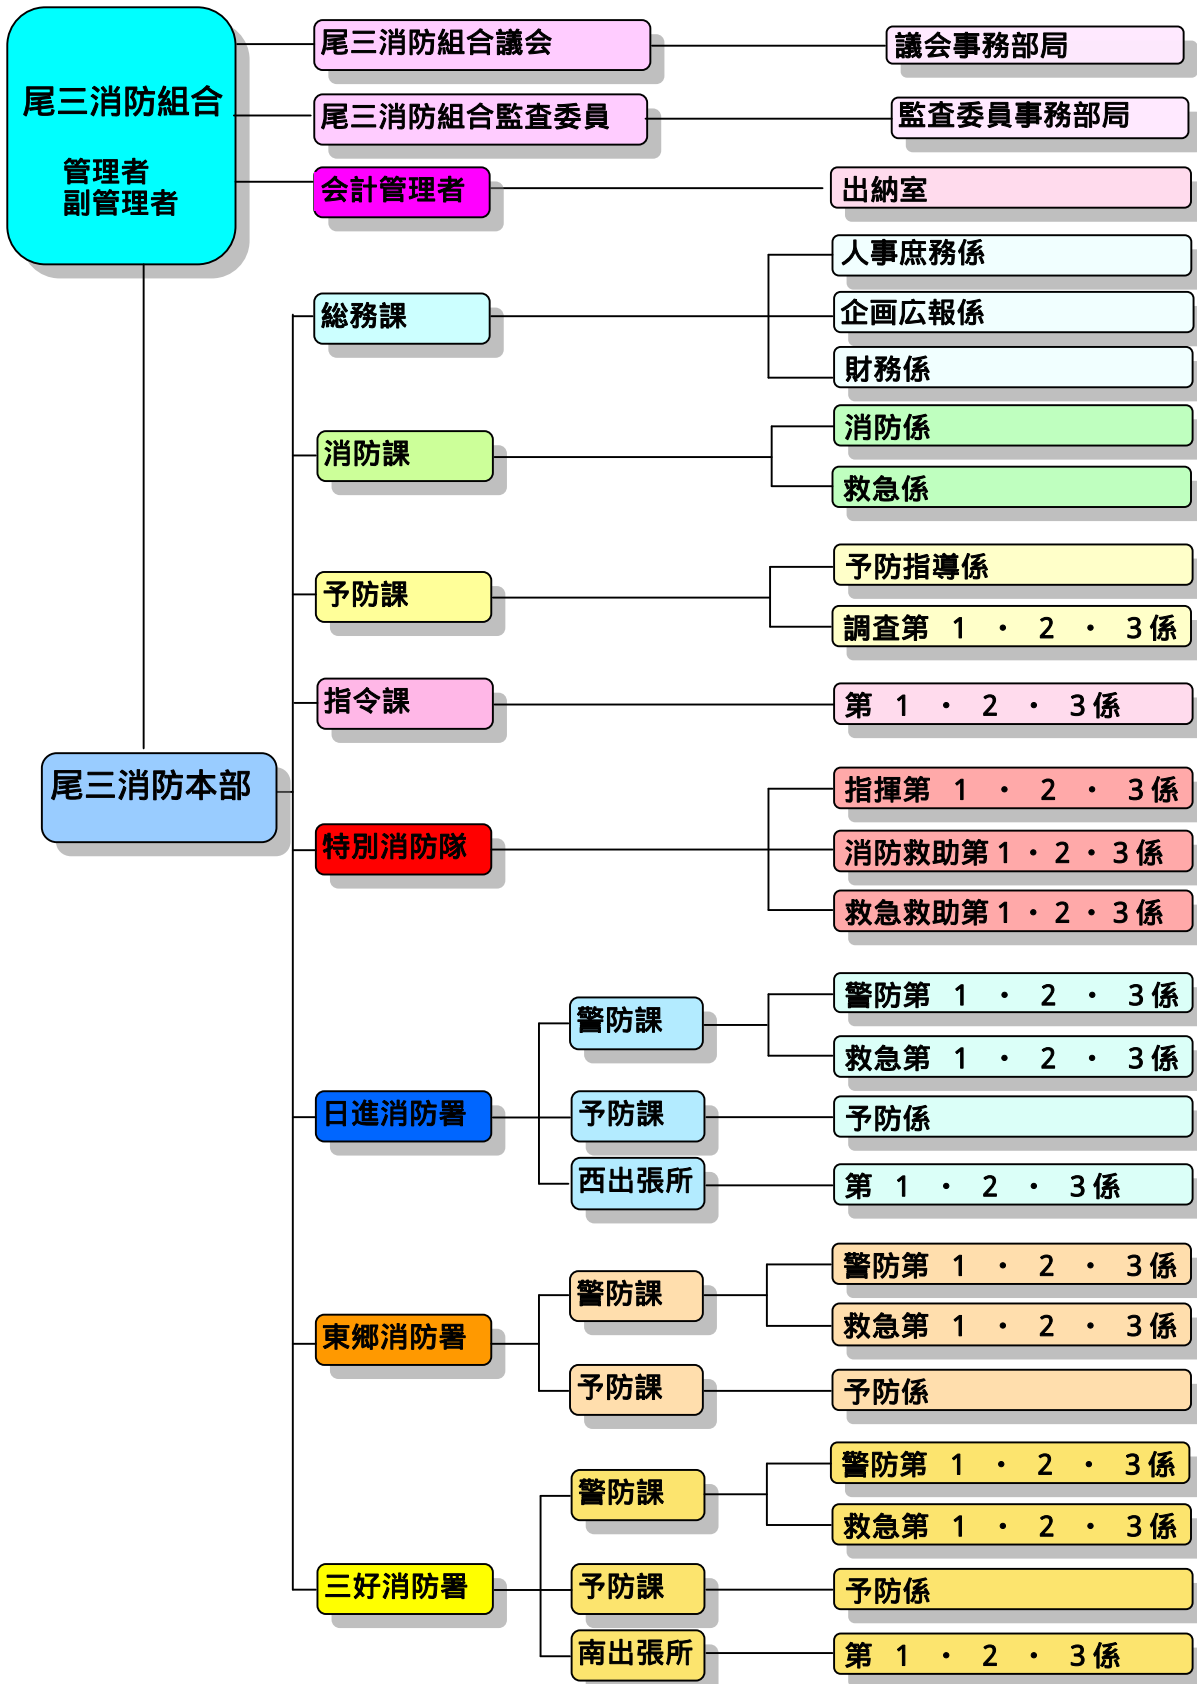 尾三消防組合
管理者
副管理者
尾三消防組合議会
議会事務部局
尾三消防組合監査委員
監査委員事務部局
会計管理者
出納室
尾三消防本部
総務課
人事庶務係
企画広報係
財務係
消防課
消防係
救急係
予防課
予防指導係
調査第 1 ・ 2 ・ 3係
指令課
第 1 ・ 2 ・ 3係
特別消防隊
指揮第 1 ・ 2 ・ 3係
消防救助第1・2・3係
救急救助第1・2・3係
日進消防署
警防課
警防第 1 ・ 2 ・ 3係
救急第 1 ・ 2 ・ 3係
予防課
予防係
西出張所
第 1 ・ 2 ・ 3係
東郷消防署
警防課
警防第 1 ・ 2 ・ 3係
救急第 1 ・ 2 ・ 3係
予防課
予防係
三好消防署
警防課
警防第 1 ・ 2 ・ 3係
救急第 1 ・ 2 ・ 3係
予防課
予防係
南出張所
第 1 ・ 2 ・ 3係